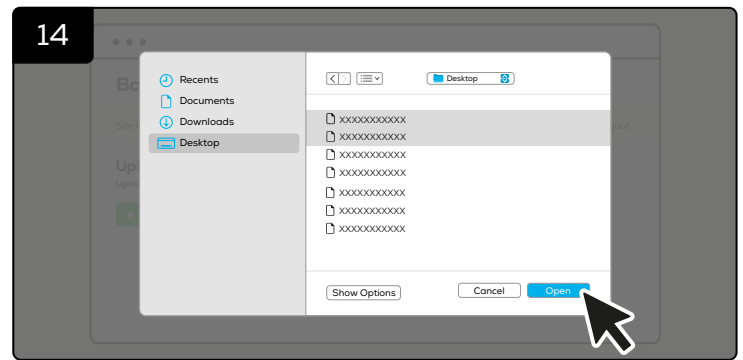 14
Recents
Documents
Downloads
Desktop
Desktop
XXXXXXXXXXX
XXXXXXXXXXX
XXXXXXXXXXX
XXXXXXXXXXX
XXXXXXXXXXX
XXXXXXXXXXX
XXXXXXXXXXX
Show Options
Cancel
Open